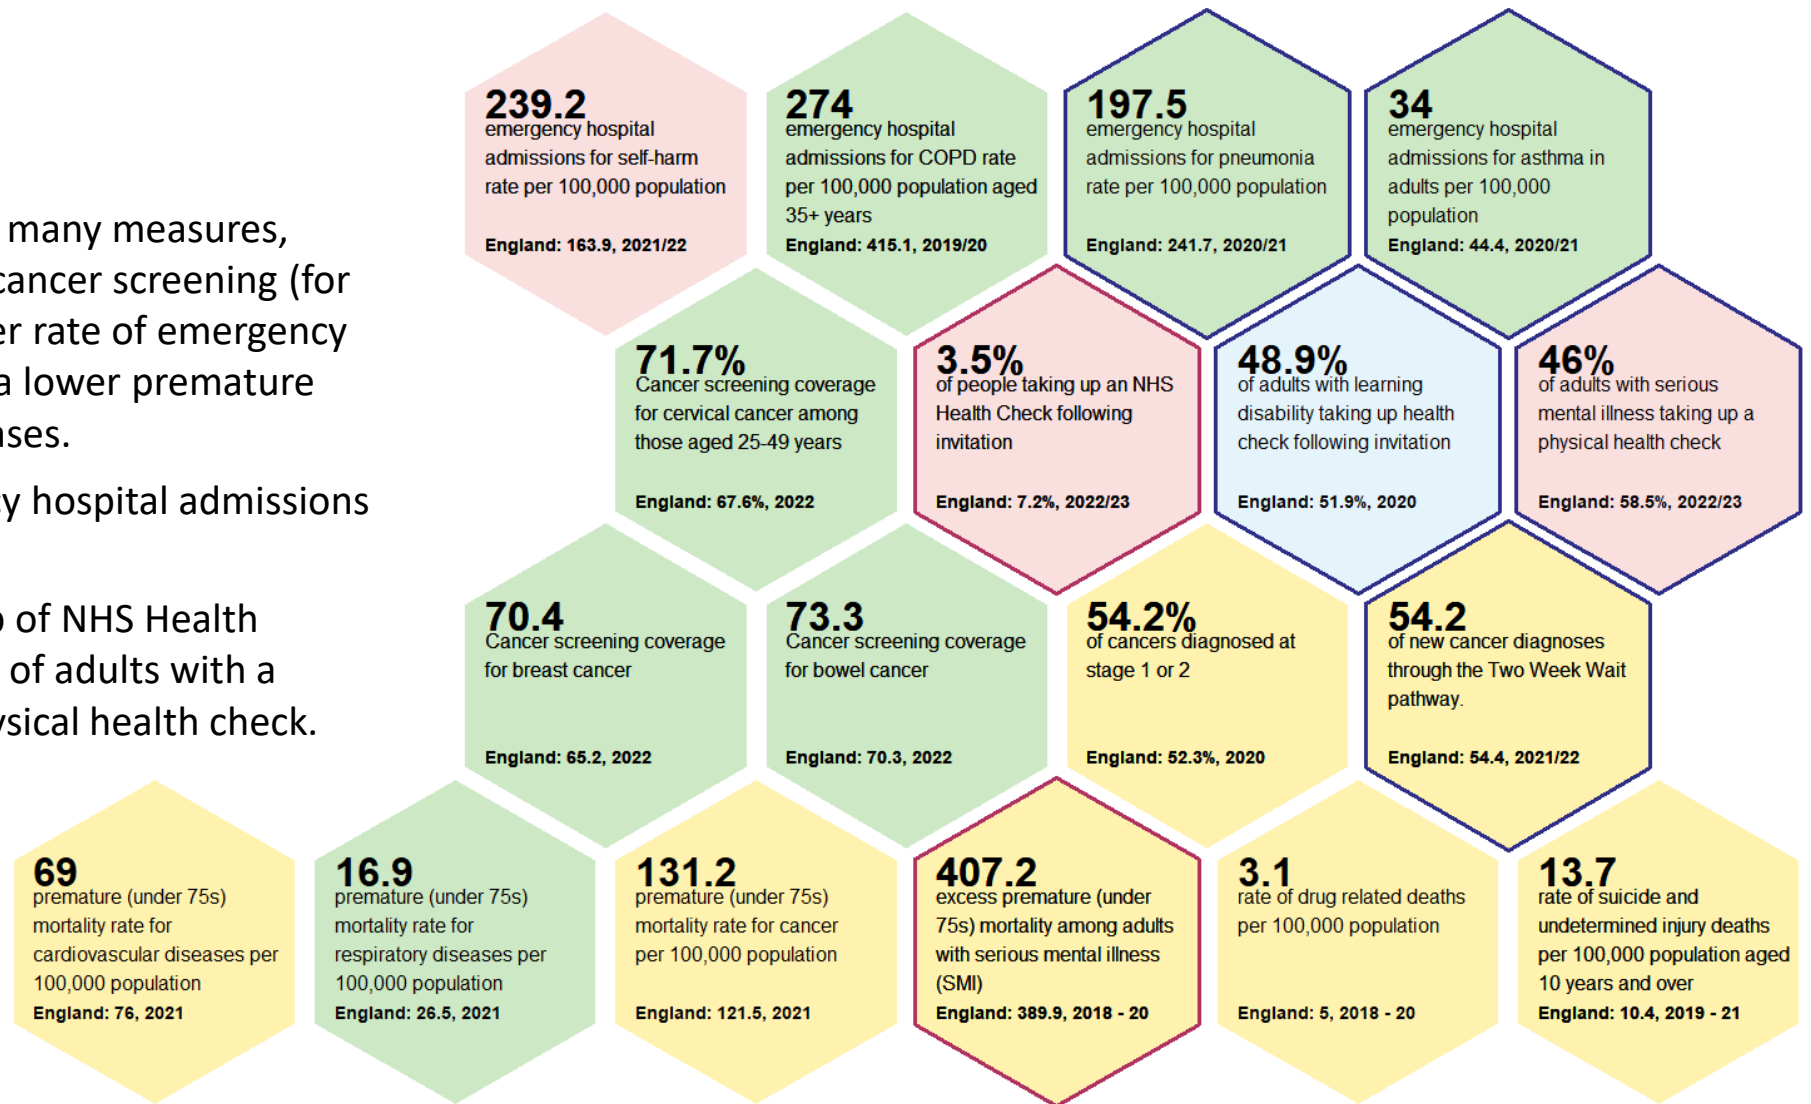 many measures,
cancer screening (for
er rate of emergency
a lower premature
ases.
cy hospital admissions
p of NHS Health
of adults with a
ysical health check.
239.2
emergency hospital
admissions for self-harm
rate per 100,000 population
England: 163.9, 2021/22
274
emergency hospital
admissions for COPD rate
per 100,000 population aged
35+ years
England: 415.1, 2019/20
197.5
emergency hospital
admissions for pneumonia
rate per 100,000 population
England: 241.7, 2020/21
34
emergency hospital
admissions for asthma in
adults per 100,000
population
England: 44.4, 2020/21
71.7%
Cancer screening coverage
for cervical cancer among
those aged 25-49 years
England: 67.6%, 2022
3.5%
of people taking up an NHS
Health Check following
invitation
England: 7.2%, 2022/23
48.9%
of adults with learning
disability taking up health
check following invitation
England: 51.9%, 2020
46%
of adults with serious
mental illness taking up a
physical health check
England: 58.5%, 2022/23
70.4
Cancer screening coverage
for breast cancer
England: 65.2, 2022
73.3
Cancer screening coverage
for bowel cancer
England: 70.3, 2022
54.2%
of cancers diagnosed at
stage 1 or 2
England: 52.3%, 2020
54.2
of new cancer diagnoses
through the Two Week Wait
pathway.
England: 54.4, 2021/22
69
premature (under 75s)
mortality rate for
cardiovascular diseases per
100,000 population
England: 76, 2021
16.9
premature (under 75s)
mortality rate for
respiratory diseases per
100,000 population
England: 26.5, 2021
131.2
premature (under 75s)
mortality rate for cancer
per 100,000 population
England: 121.5, 2021
407.2
excess premature (under
75s) mortality among adults
with serious mental illness
(SMI)
England: 389.9, 2018 - 20
3.1
rate of drug related deaths
per 100,000 population
England: 5, 2018 - 20
13.7
rate of suicide and
undetermined injury deaths
per 100,000 population aged
10 years and over
England: 10.4, 2019 - 21